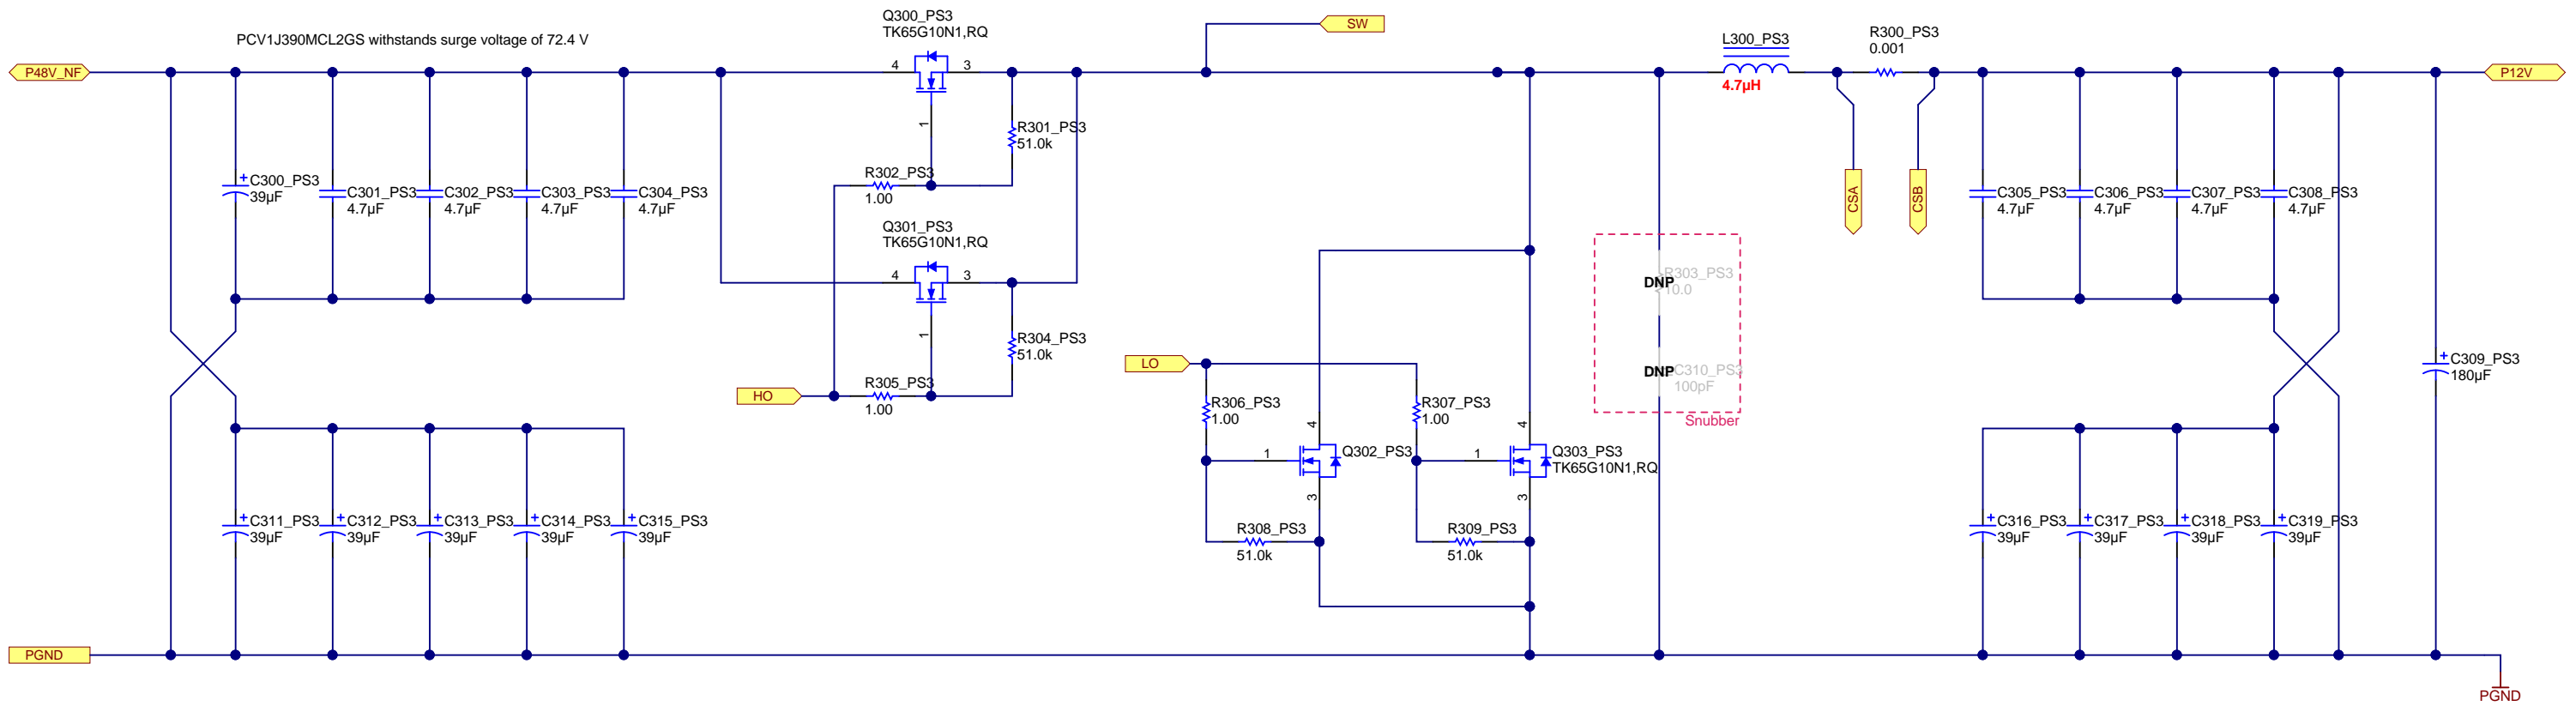 PCV1J390MCL2GS withstands surge voltage of 72.4 V
P48V_NF
Q300_PS3
TK65G10N1,RQ
4
3
1
R301_PS3
51.0k
R302_PS3
1.00
SW
L300_PS3
4.7µH
R300_PS3
0.001
P12V
CSA
CSB
C300_PS3
39µF
C301_PS3
4.7µF
C302_PS3
4.7µF
C303_PS3
4.7µF
C304_PS3
4.7µF
Q301_PS3
TK65G10N1,RQ
4
3
1
R304_PS3
51.0k
R305_PS3
1.00
HO
C305_PS3
4.7µF
C306_PS3
4.7µF
C307_PS3
4.7µF
C308_PS3
4.7µF
R303_PS3
10.0
DNP
C310_PS3
100pF
DNP
Snubber
LO
R306_PS3
1.00
R307_PS3
1.00
4
1
3
Q302_PS3
4
1
3
Q303_PS3
TK65G10N1,RQ
R308_PS3
51.0k
R309_PS3
51.0k
C309_PS3
180µF
C311_PS3
39µF
C312_PS3
39µF
C313_PS3
39µF
C314_PS3
39µF
C315_PS3
39µF
C316_PS3
39µF
C317_PS3
39µF
C318_PS3
39µF
C319_PS3
39µF
PGND
PGND